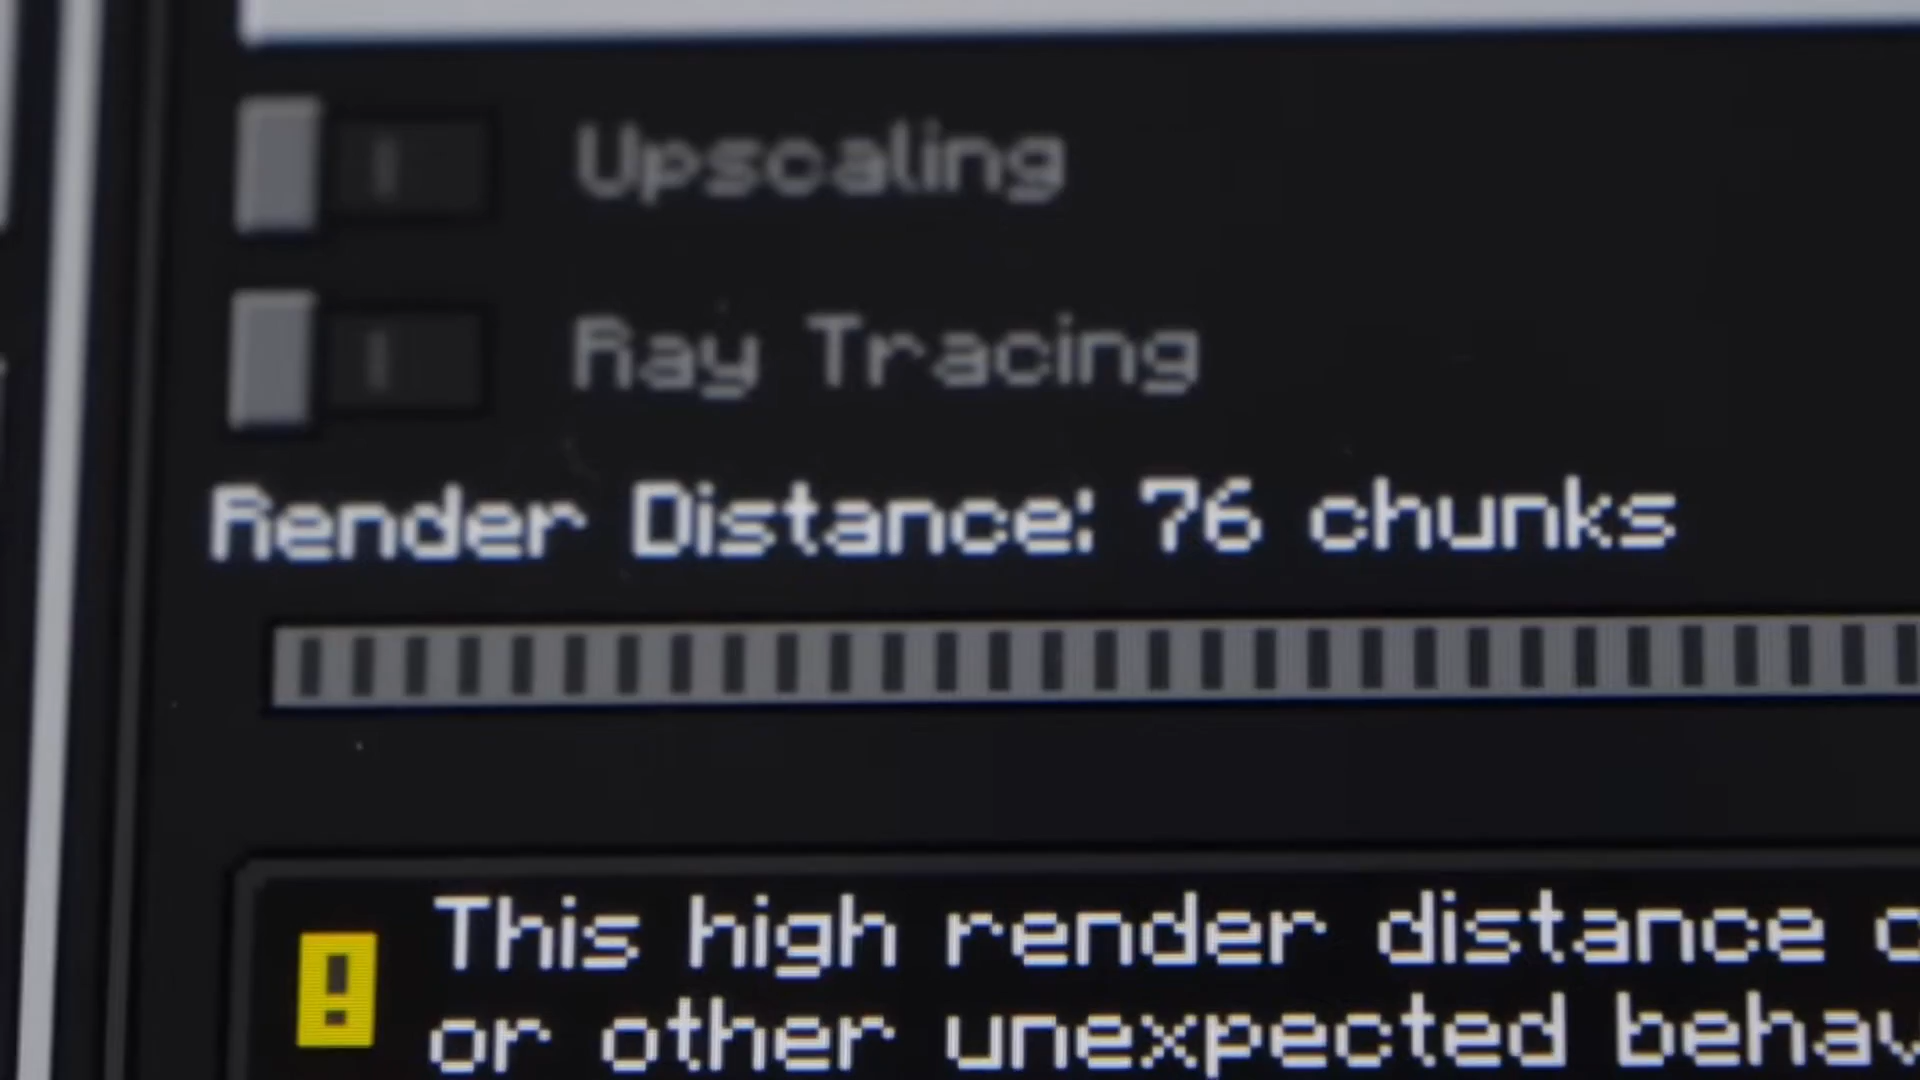 Upscaling
Ray Tracing
Render Distance: 76 chunks
This high render distance
or other unexpected